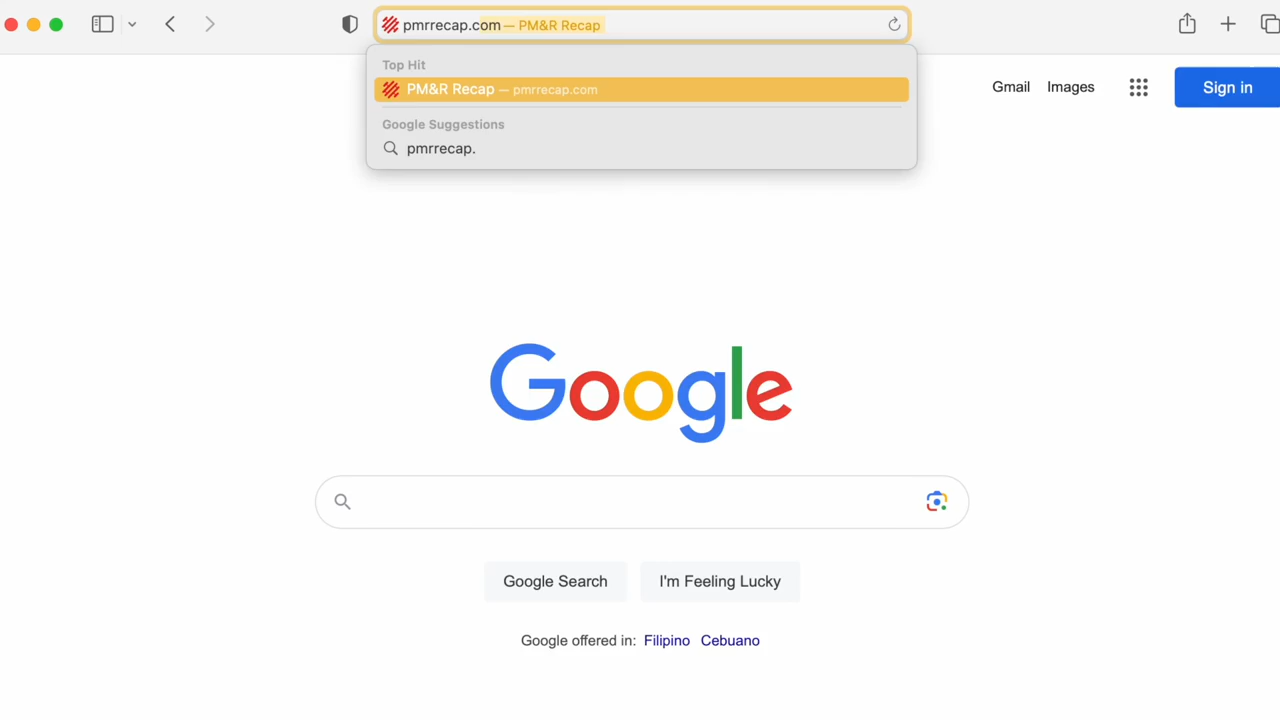 pmrrecap.com — PM&R Recap
Top Hit
PM&R Recap — pmrrecap.com
Google Suggestions
pmrrecap.
Gmail Images Sign in
Google
Google Search I'm Feeling Lucky
Google offered in: Filipino Cebuano